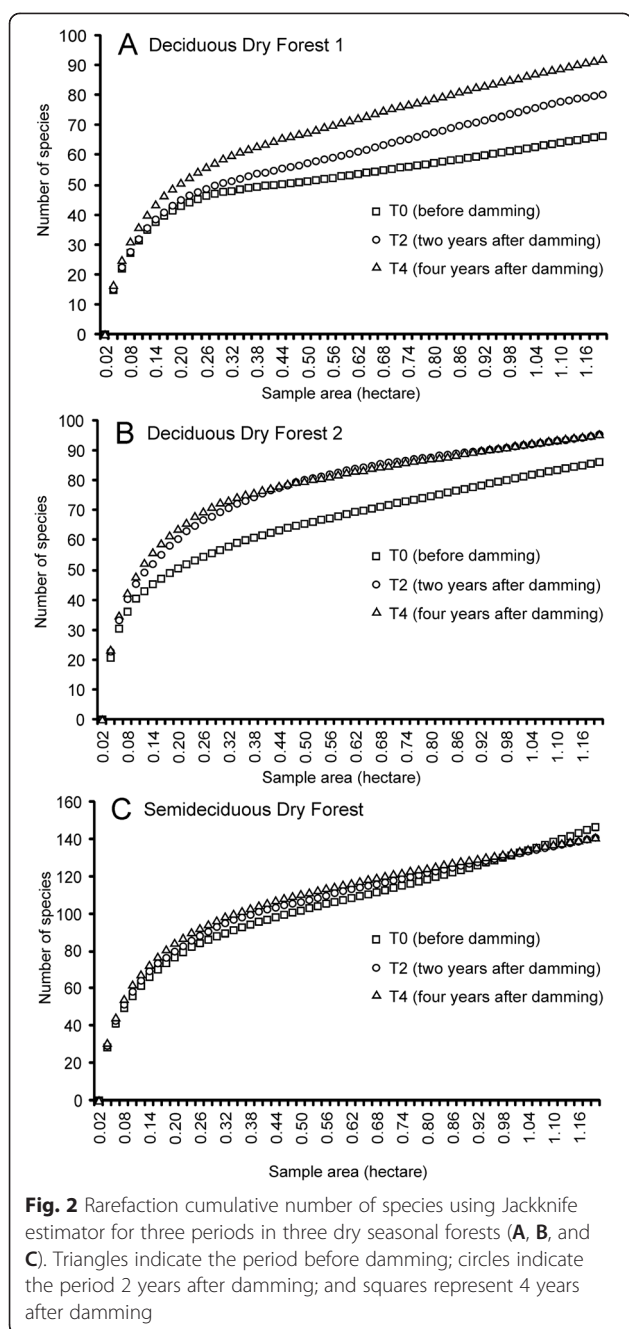 A Deciduous Dry Forest 1
Number of species
100
90
80
70
60
50
40
30
20
10
0
□ T0 (before damming)
○ T2 (two years after damming)
△ T4 (four years after damming)
0.02 0.08 0.14 0.20 0.26 0.32 0.38 0.44 0.50 0.56 0.62 0.68 0.74 0.80 0.86 0.92 0.98 1.04 1.10 1.16
Sample area (hectare)
B Deciduous Dry Forest 2
Number of species
100
90
80
70
60
50
40
30
20
10
0
□ T0 (before damming)
○ T2 (two years after damming)
△ T4 (four years after damming)
0.02 0.08 0.14 0.20 0.26 0.32 0.38 0.44 0.50 0.56 0.62 0.68 0.74 0.80 0.86 0.92 0.98 1.04 1.10 1.16
Sample area (hectare)
C Semideciduous Dry Forest
Number of species
160
140
120
100
80
60
40
20
0
□ T0 (before damming)
○ T2 (two years after damming)
△ T4 (four years after damming)
0.02 0.08 0.14 0.20 0.26 0.32 0.38 0.44 0.50 0.56 0.62 0.68 0.74 0.80 0.86 0.92 0.98 1.04 1.10 1.16
Sample area (hectare)
Fig. 2 Rarefaction cumulative number of species using Jackknife
estimator for three periods in three dry seasonal forests (A, B, and
C). Triangles indicate the period before damming; circles indicate
the period 2 years after damming; and squares represent 4 years
after damming